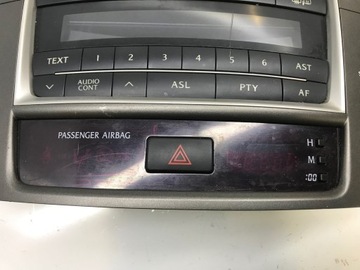 TEXT 1 2 3 4 5 6 AST
AUDIO CONT ASL PTY AF
PASSENGER AIRBAG
H
M
:00